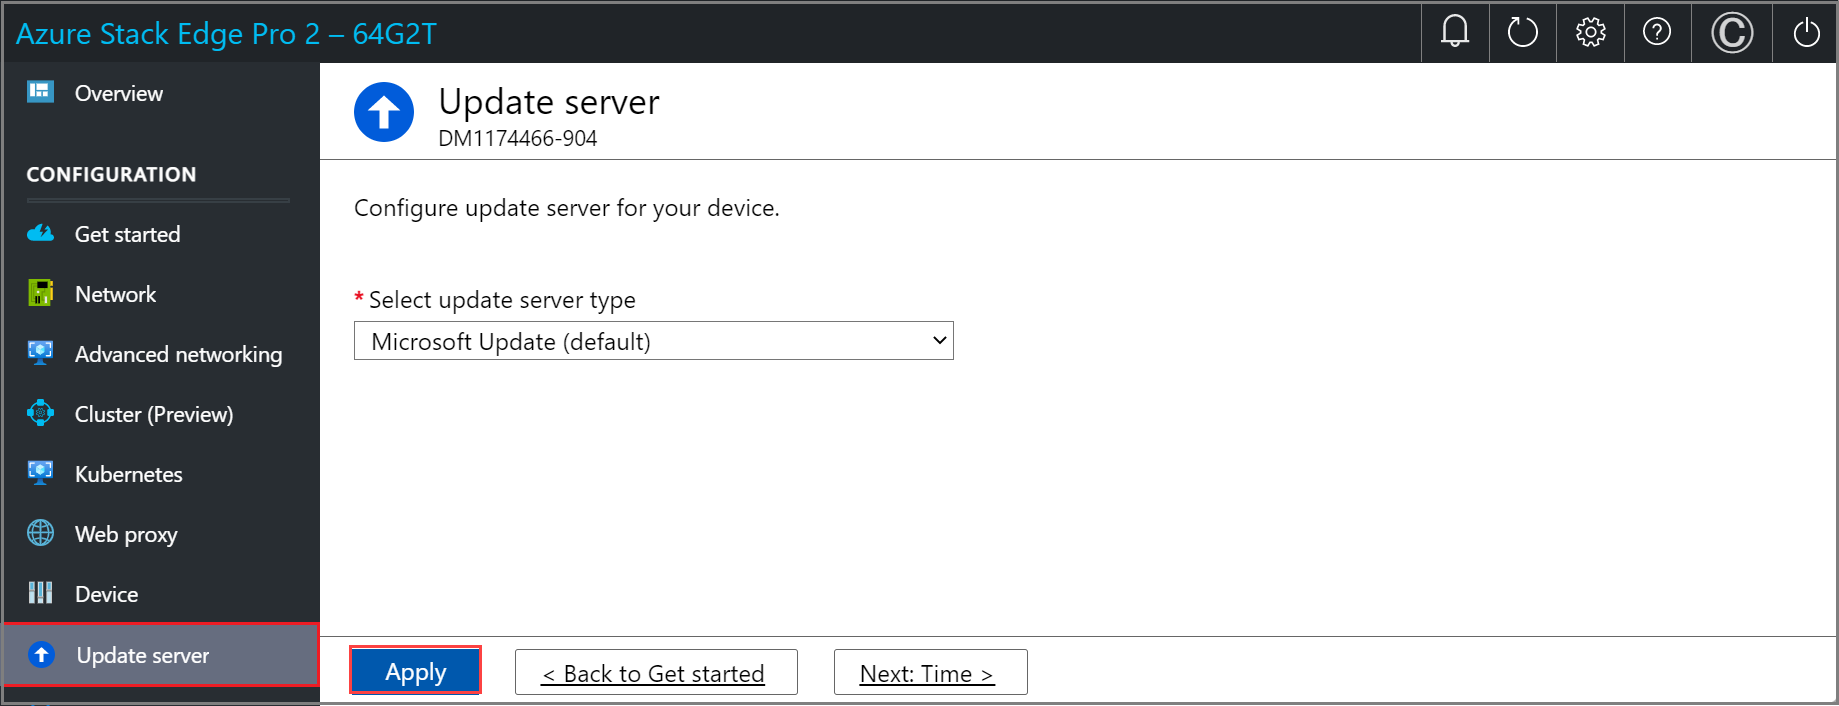 Azure Stack Edge Pro 2 – 64G2T
Overview
CONFIGURATION
Get started
Network
Advanced networking
Cluster (Preview)
Kubernetes
Web proxy
Device
Update server
Update server
DM1174466-904
Configure update server for your device.
* Select update server type
Microsoft Update (default)
Apply
< Back to Get started
Next: Time >